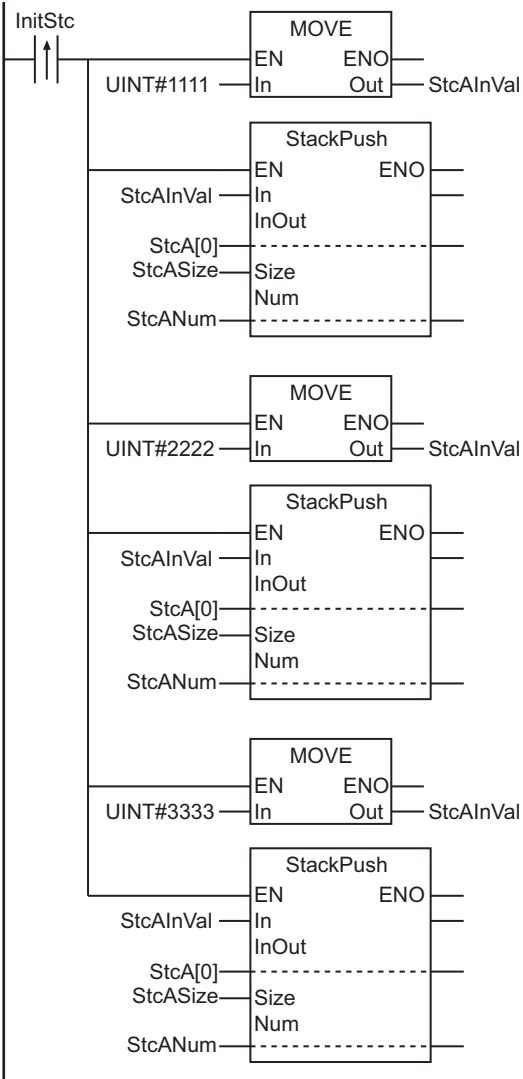 InitStc
MOVE
EN ENO
UINT#1111 In Out StcAInVal
StackPush
EN ENO
StcAInVal In
InOut
StcA[0]
StcASize Size
Num
StcANum
MOVE
EN ENO
UINT#2222 In Out StcAInVal
StackPush
EN ENO
StcAInVal In
InOut
StcA[0]
StcASize Size
Num
StcANum
MOVE
EN ENO
UINT#3333 In Out StcAInVal
StackPush
EN ENO
StcAInVal In
InOut
StcA[0]
StcASize Size
Num
StcANum